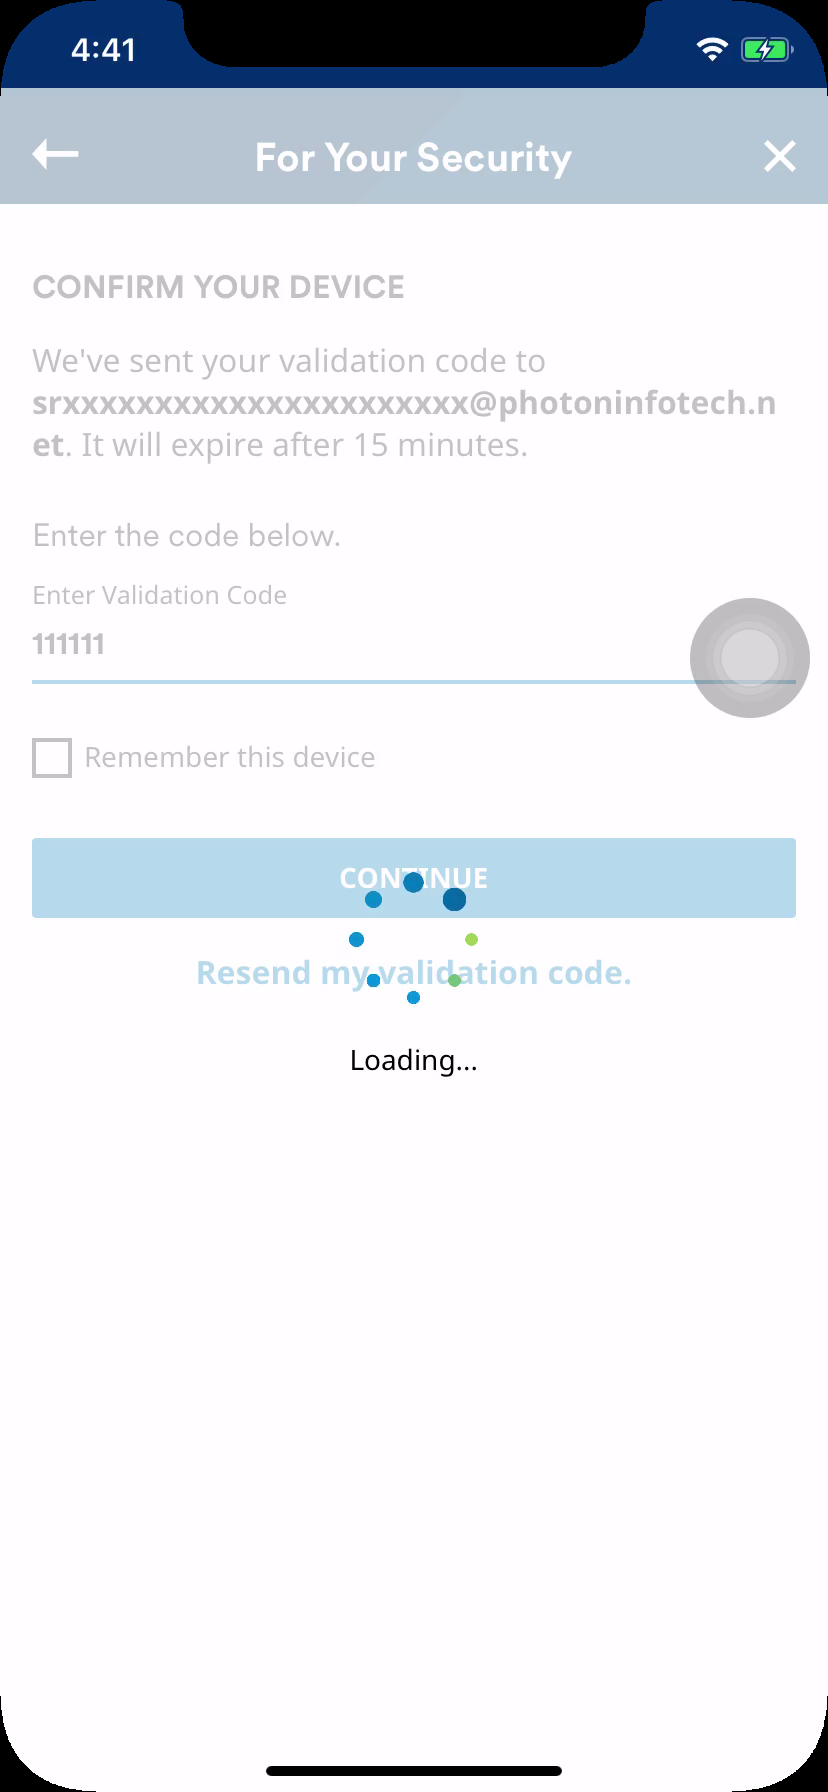 4:41
For Your Security
CONFIRM YOUR DEVICE
We've sent your validation code to
srxxxxxxxxxxxxxxxxxxxxxx@photoninfotech.n
et. It will expire after 15 minutes.
Enter the code below.
Enter Validation Code
111111
Remember this device
CONTINUE
Resend my validation code.
Loading...